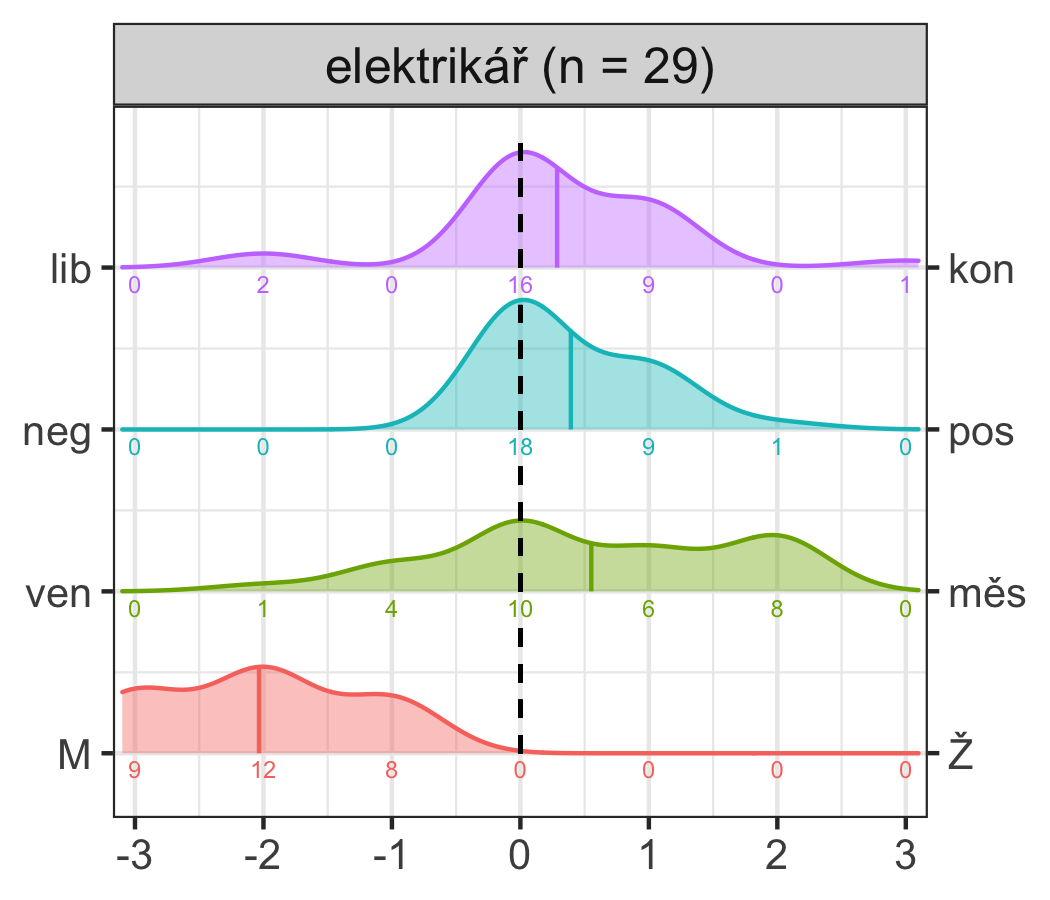 elektrikář (n = 29)
lib kon
0 2 0 16 9 0 1
neg pos
0 0 0 18 9 1 0
ven měs
0 1 4 10 6 8 0
M Ž
9 12 8 0 0 0 0
-3 -2 -1 0 1 2 3